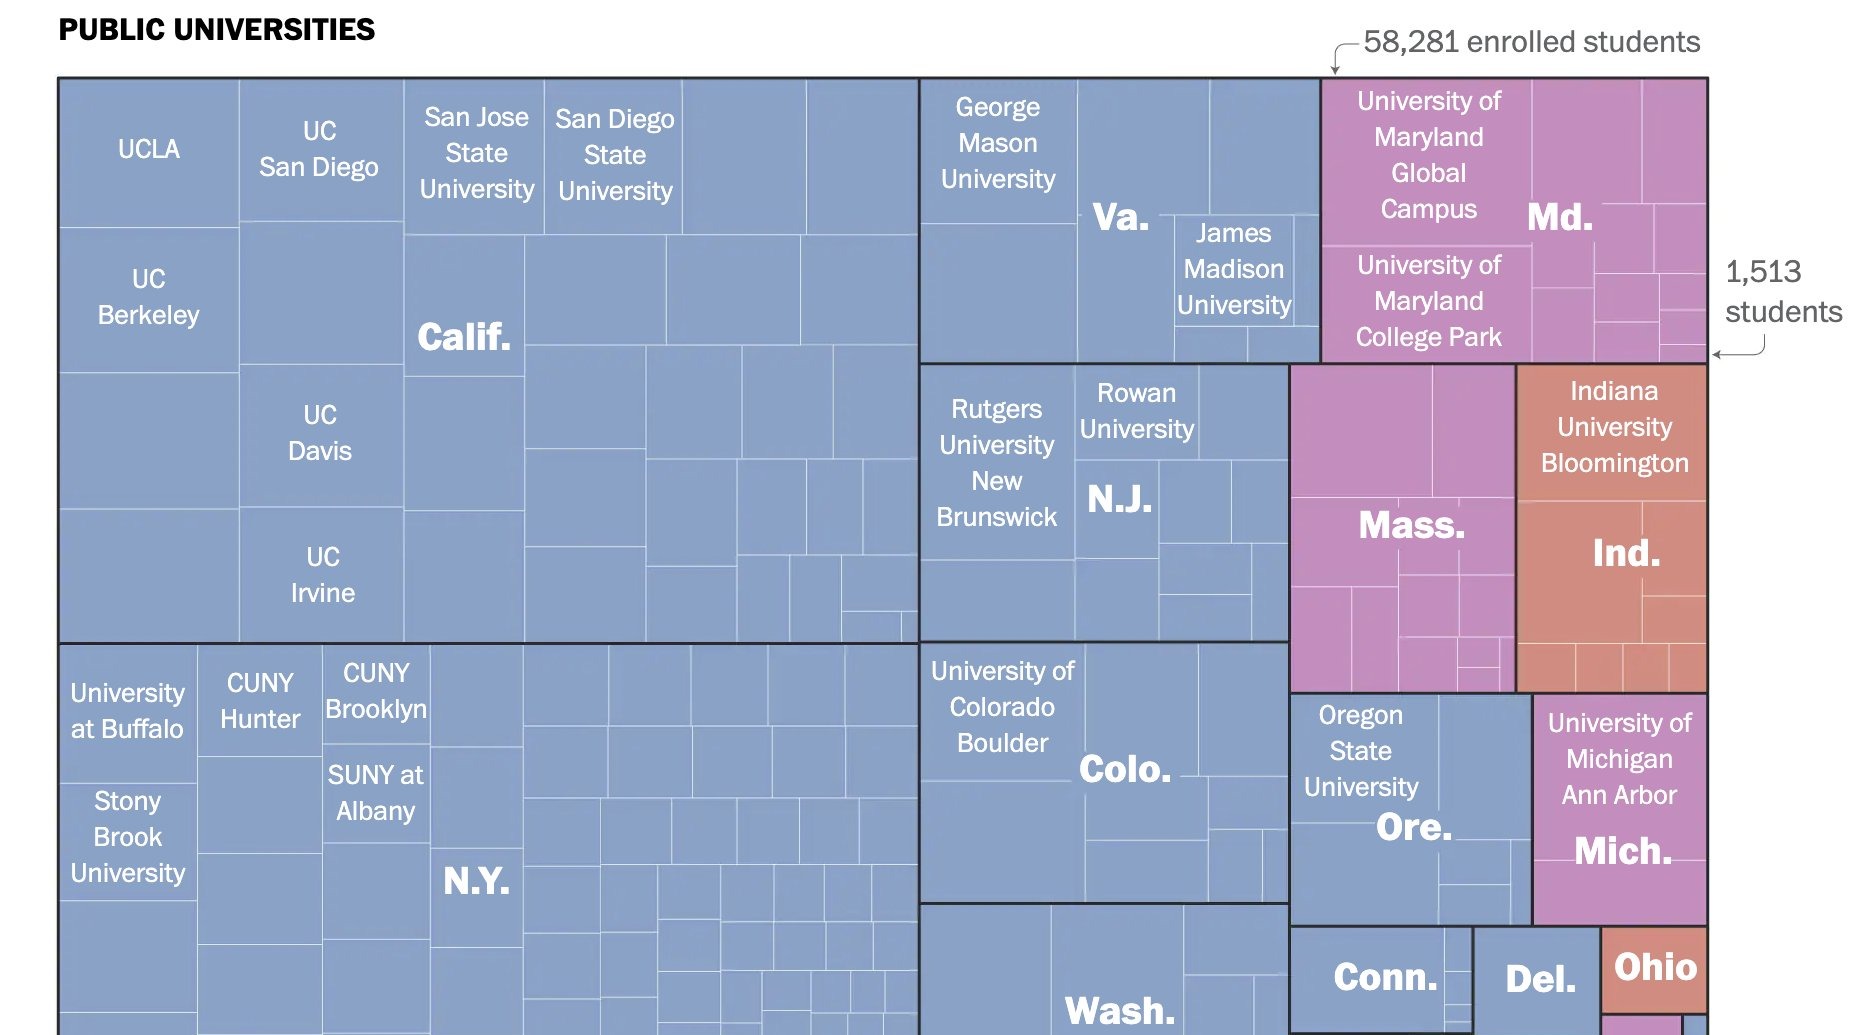 PUBLIC UNIVERSITIES
58,281 enrolled students
UCLA
UC
San Diego
San Jose
State
University
San Diego
State
University
UC
Berkeley
Calif.
UC
Davis
UC
Irvine
George
Mason
University
Va.
James
Madison
University
University of
Maryland
Global
Campus
Md.
University of
Maryland
College Park
1,513
students
Rutgers
University
New
Brunswick
Rowan
University
N.J.
Mass.
Indiana
University
Bloomington
Ind.
University
at Buffalo
CUNY
Hunter
CUNY
Brooklyn
SUNY at
Albany
Stony
Brook
University
N.Y.
University of
Colorado
Boulder
Colo.
Oregon
State
University
Ore.
University of
Michigan
Ann Arbor
Mich.
Wash.
Conn.
Del.
Ohio